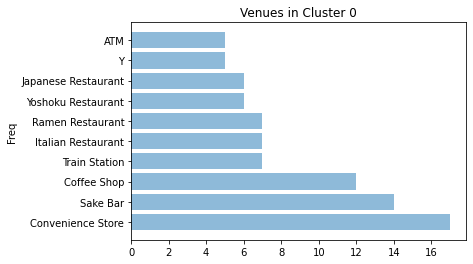 Venues in Cluster 0
Freq
ATM
Y
Japanese Restaurant
Yoshoku Restaurant
Ramen Restaurant
Italian Restaurant
Train Station
Coffee Shop
Sake Bar
Convenience Store
0 2 4 6 8 10 12 14 16